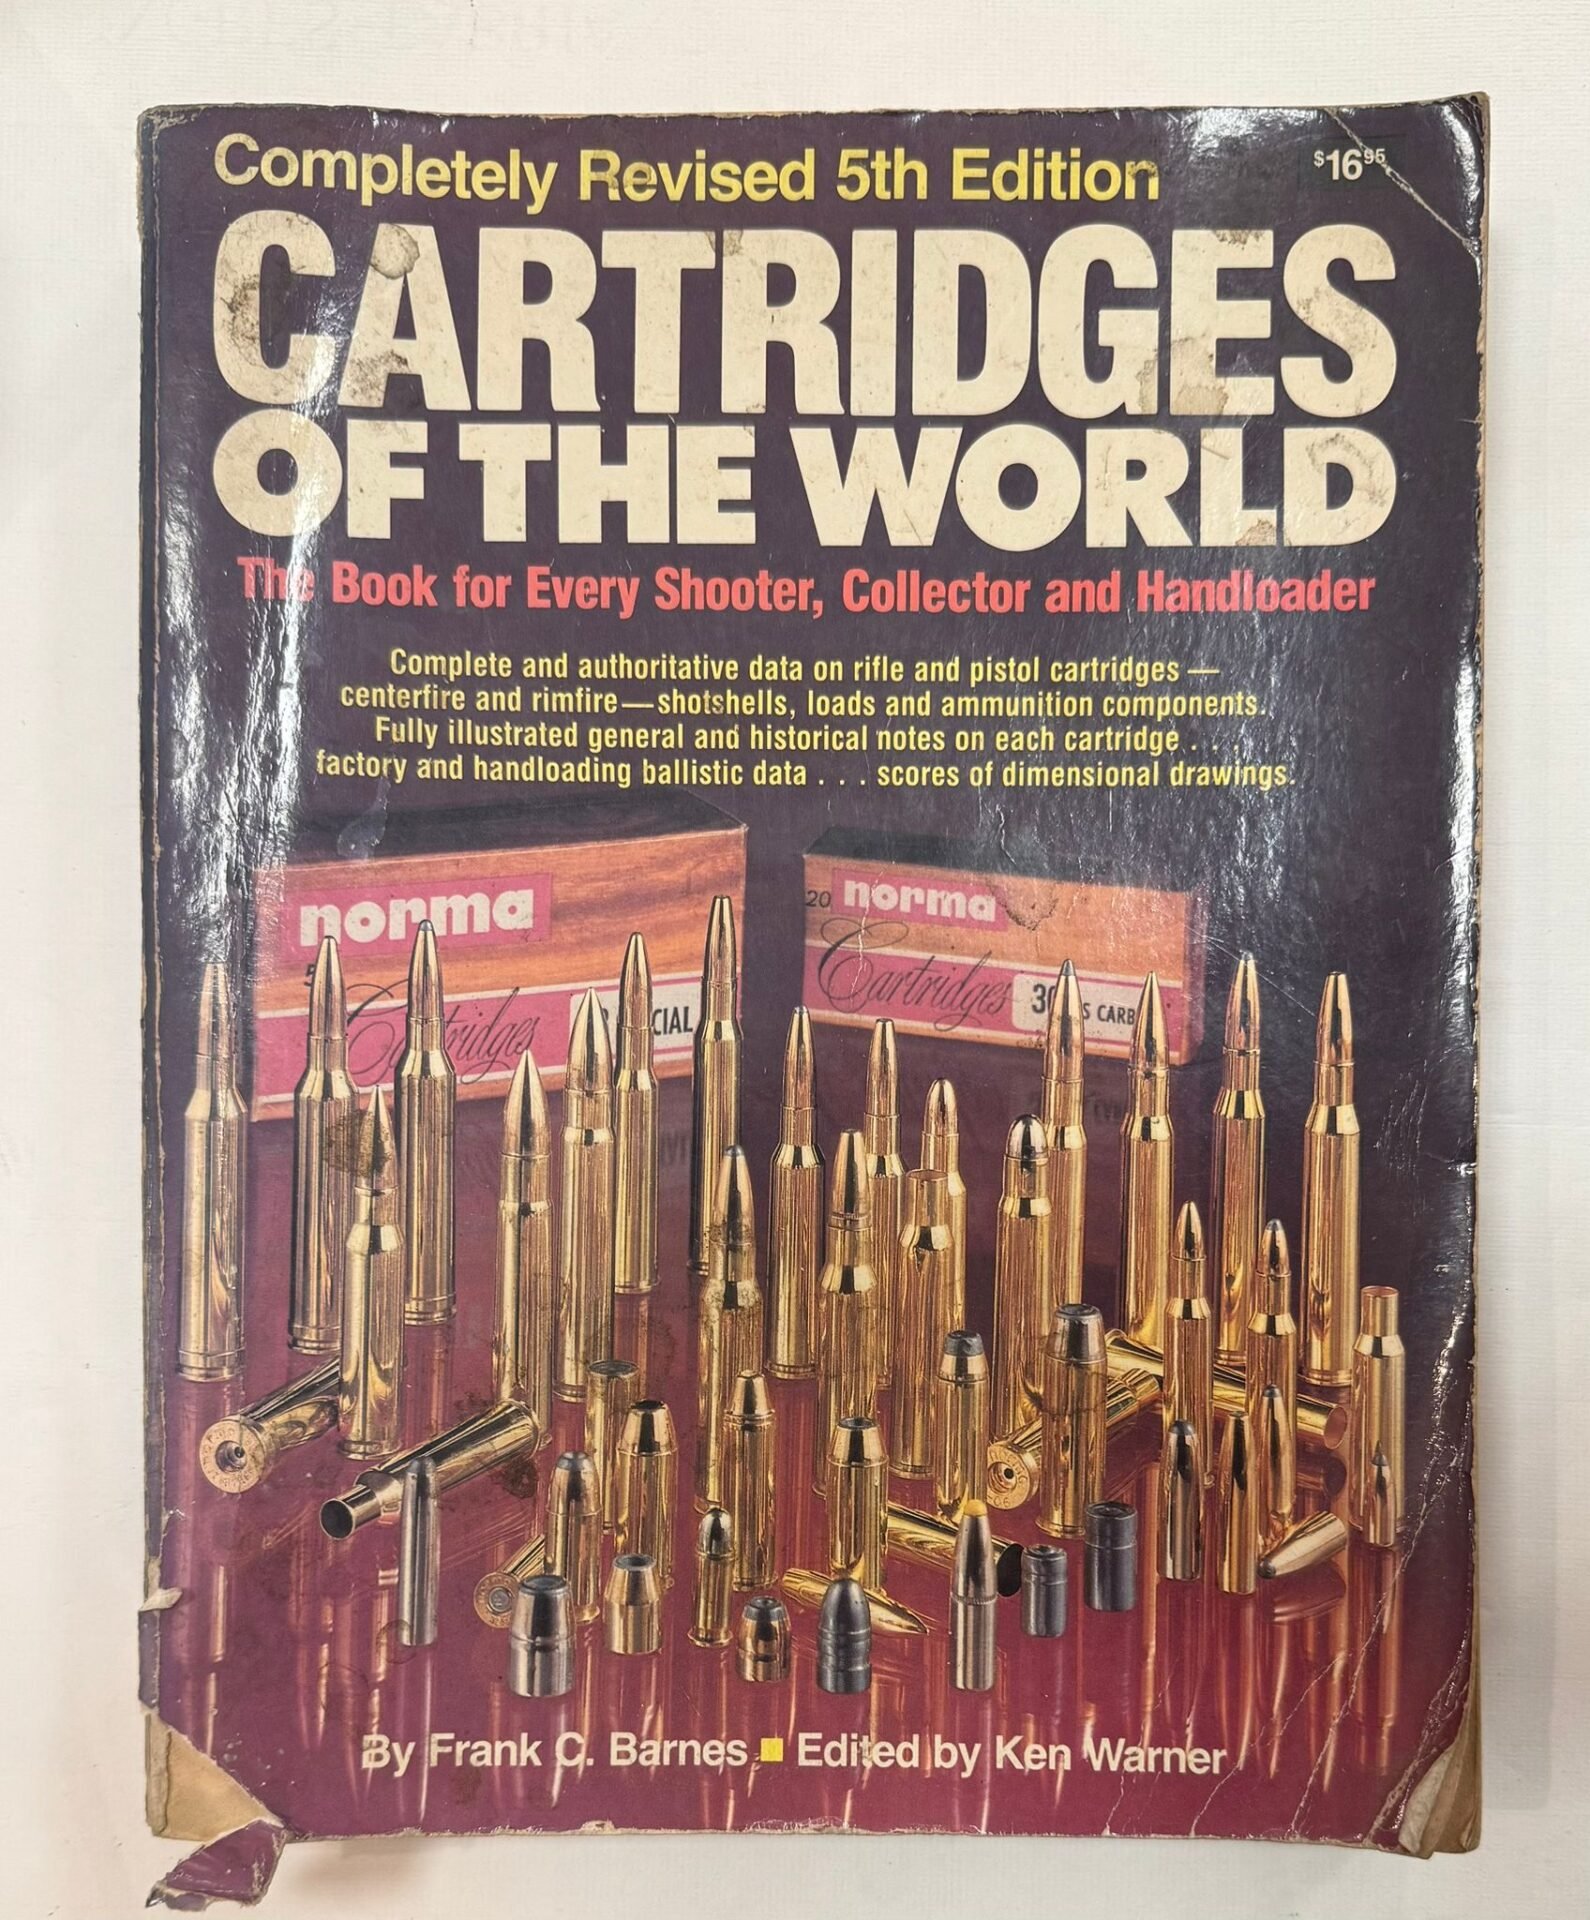 Completely Revised 5th Edition
$16.95
CARTRIDGES
OF THE WORLD
The Book for Every Shooter, Collector and Handloader
Complete and authoritative data on rifle and pistol cartridges —
centerfire and rimfire—shotshells, loads and ammunition components.
Fully illustrated general and historical notes on each cartridge . . .
factory and handloading ballistic data . . . scores of dimensional drawings.
norma
Cartridges
20 norma
Cartridges
By Frank C. Barnes ■ Edited by Ken Warner